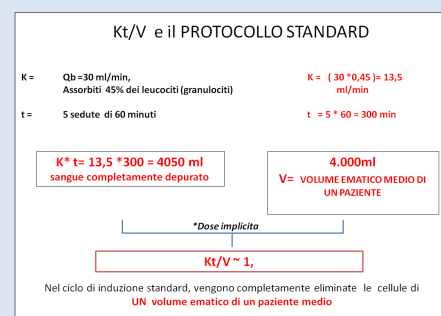 Kt/V e il PROTOCOLLO STANDARD
K = Qb =30 ml/min, K = ( 30 *0,45 )= 13,5
Assorbiti 45% dei leucociti (granulociti) ml/min
t = 5 sedute di 60 minuti t = 5 * 60 = 300 min
K* t= 13,5 *300 = 4050 ml
sangue completamente depurato
4.000ml
V= VOLUME EMATICO MEDIO DI
UN PAZIENTE
*Dose implicita
Kt/V ~ 1,
Nel ciclo di induzione standard, vengono completamente eliminate le cellule di
UN volume ematico di un paziente medio